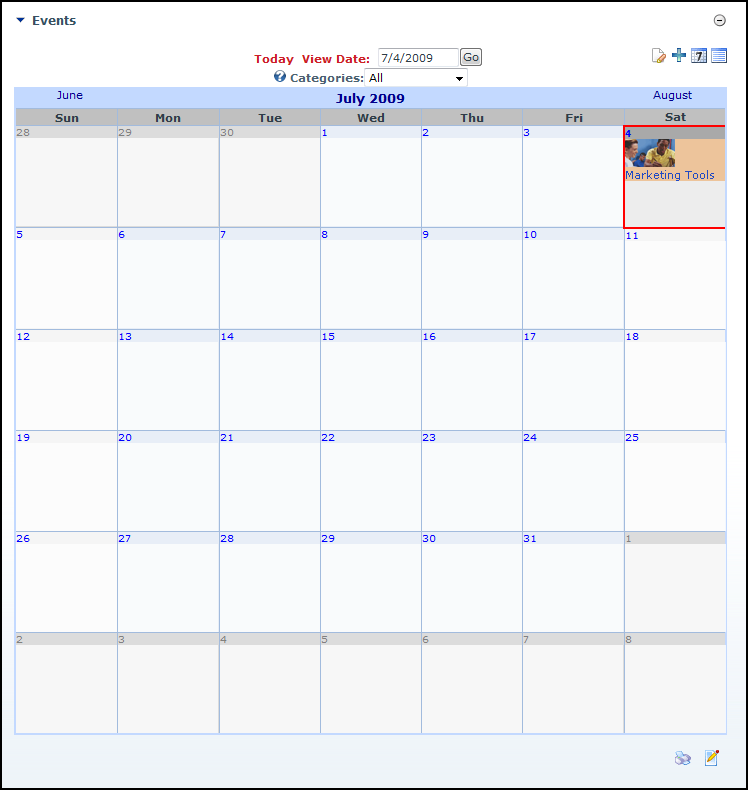 Events
Today View Date: 7/4/2009 Go
Categories: All
7
June July 2009 August
Sun Mon Tue Wed Thu Fri Sat
28 29 30 1 2 3 4
Marketing Tools
5 6 7 8 9 10 11
12 13 14 15 16 17 18
19 20 21 22 23 24 25
26 27 28 29 30 31 1
2 3 4 5 6 7 8